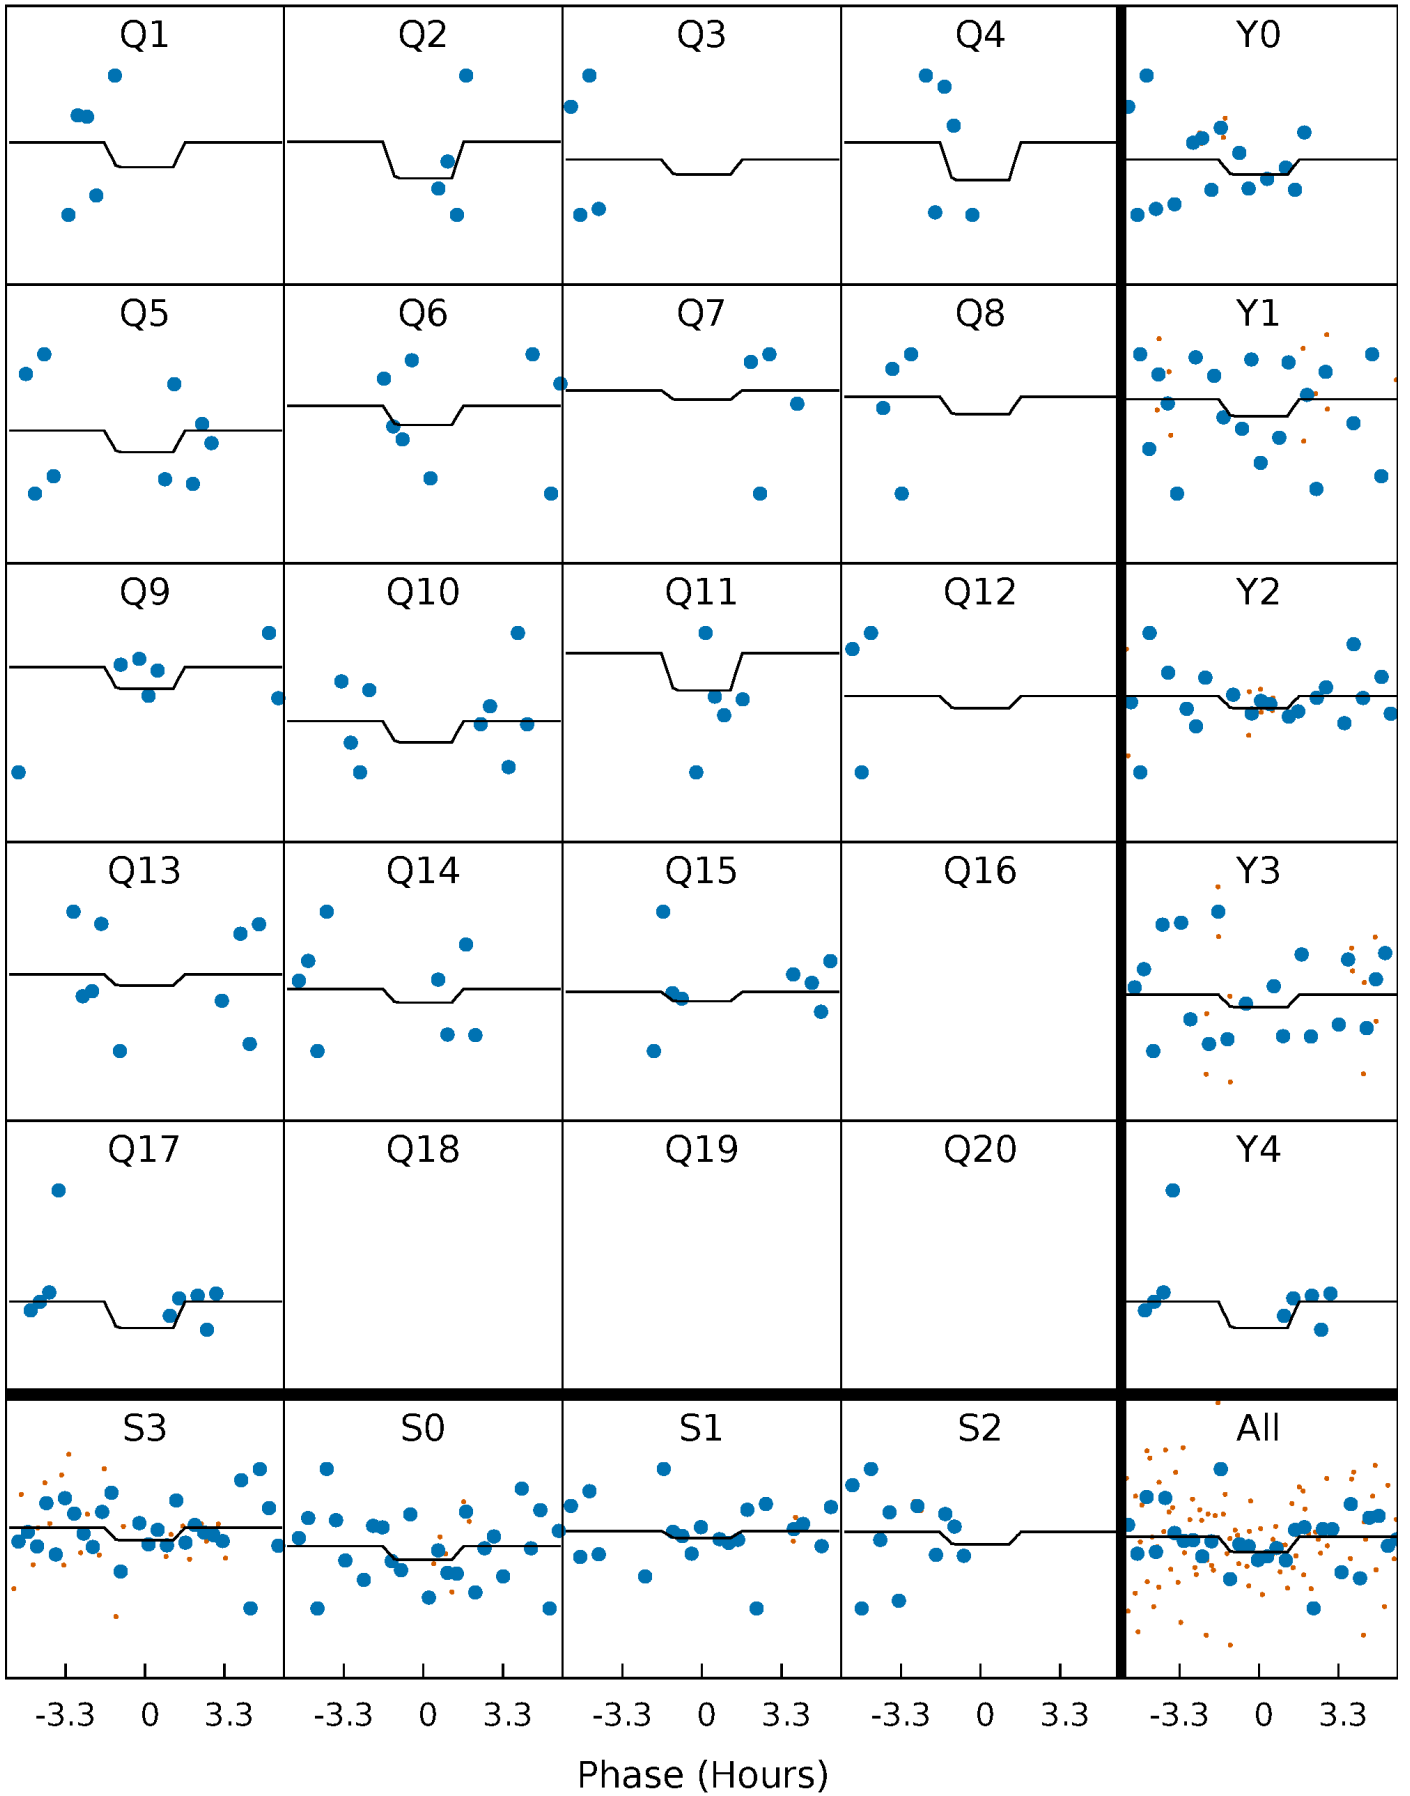 Q1 Q2 Q3 Q4 Y0
Q5 Q6 Q7 Q8 Y1
Q9 Q10 Q11 Q12 Y2
Q13 Q14 Q15 Q16 Y3
Q17 Q18 Q19 Q20 Y4
S3 S0 S1 S2 All
-3.3 0 3.3 -3.3 0 3.3 -3.3 0 3.3 -3.3 0 3.3 -3.3 0 3.3
Phase (Hours)